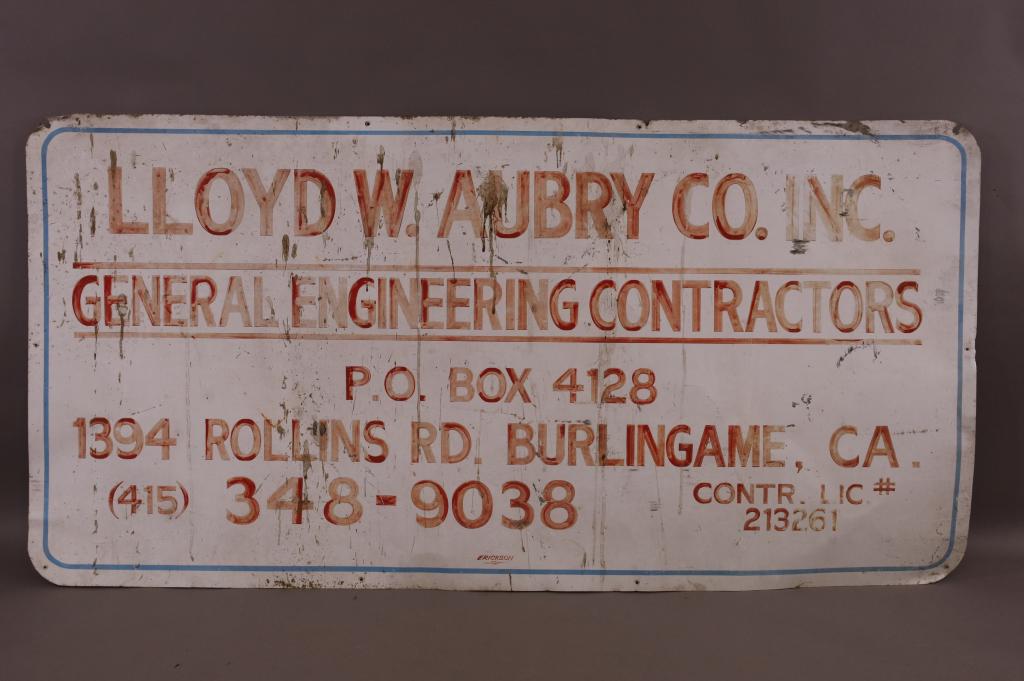 LLOYD W. AUBRY CO. INC.
GENERAL ENGINEERING CONTRACTORS
P.O. BOX 4128
1394 ROLLINS RD. BURLINGAME, CA.
(415) 348-9038 CONTR. LIC #
213261
ERICKSON